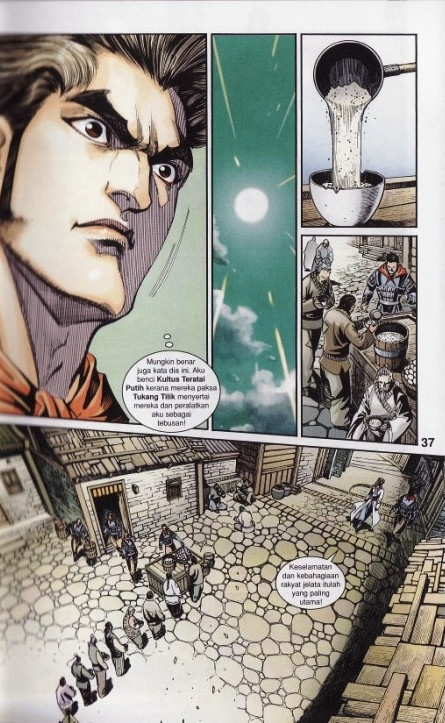 Mungkin benar
juga kata dia ini. Aku
benci Kultus Teratai
Putih kerana mereka paksa
Tukang Tilik menyertai
mereka dan peralatkan
aku sebagai
tebusan!
37
Keselamatan
dan kebahagiaan
rakyat jelata itulah
yang paling
utama!